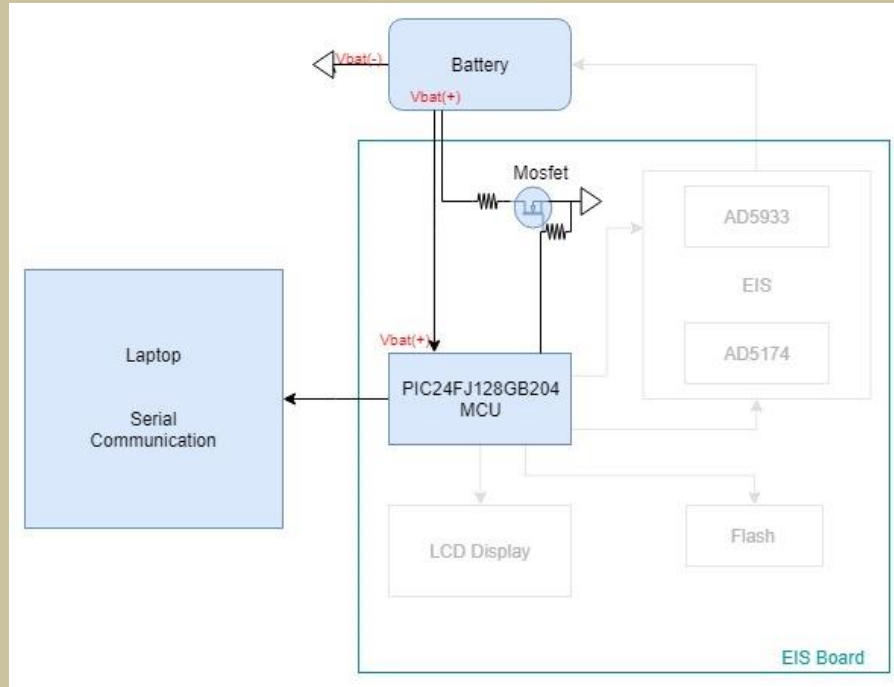 Vbat(-)
Battery
Vbat(+)
Mosfet
AD5933
EIS
AD5174
Vbat(+)
PIC24FJ128GB204
MCU
Laptop
Serial
Communication
LCD Display
Flash
EIS Board